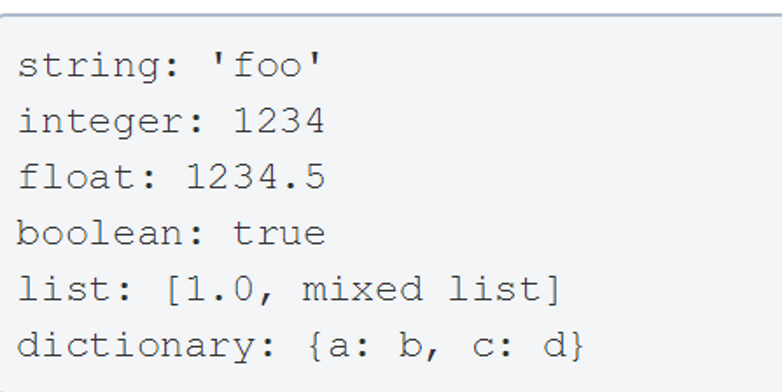 string: 'foo'
integer: 1234
float: 1234.5
boolean: true
list: [1.0, mixed list]
dictionary: {a: b, c: d}